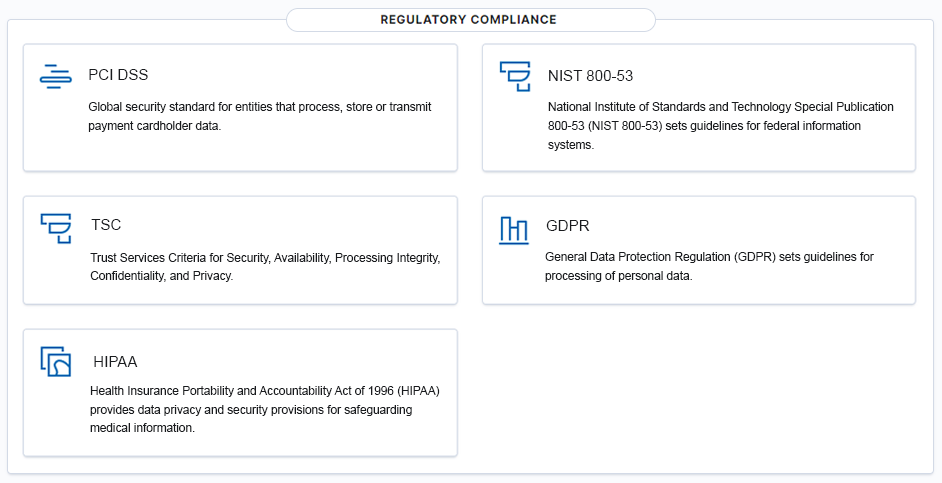 REGULATORY COMPLIANCE
PCI DSS
Global security standard for entities that process, store or transmit
payment cardholder data.
NIST 800-53
National Institute of Standards and Technology Special Publication
800-53 (NIST 800-53) sets guidelines for federal information
systems.
TSC
Trust Services Criteria for Security, Availability, Processing Integrity,
Confidentiality, and Privacy.
GDPR
General Data Protection Regulation (GDPR) sets guidelines for
processing of personal data.
HIPAA
Health Insurance Portability and Accountability Act of 1996 (HIPAA)
provides data privacy and security provisions for safeguarding
medical information.